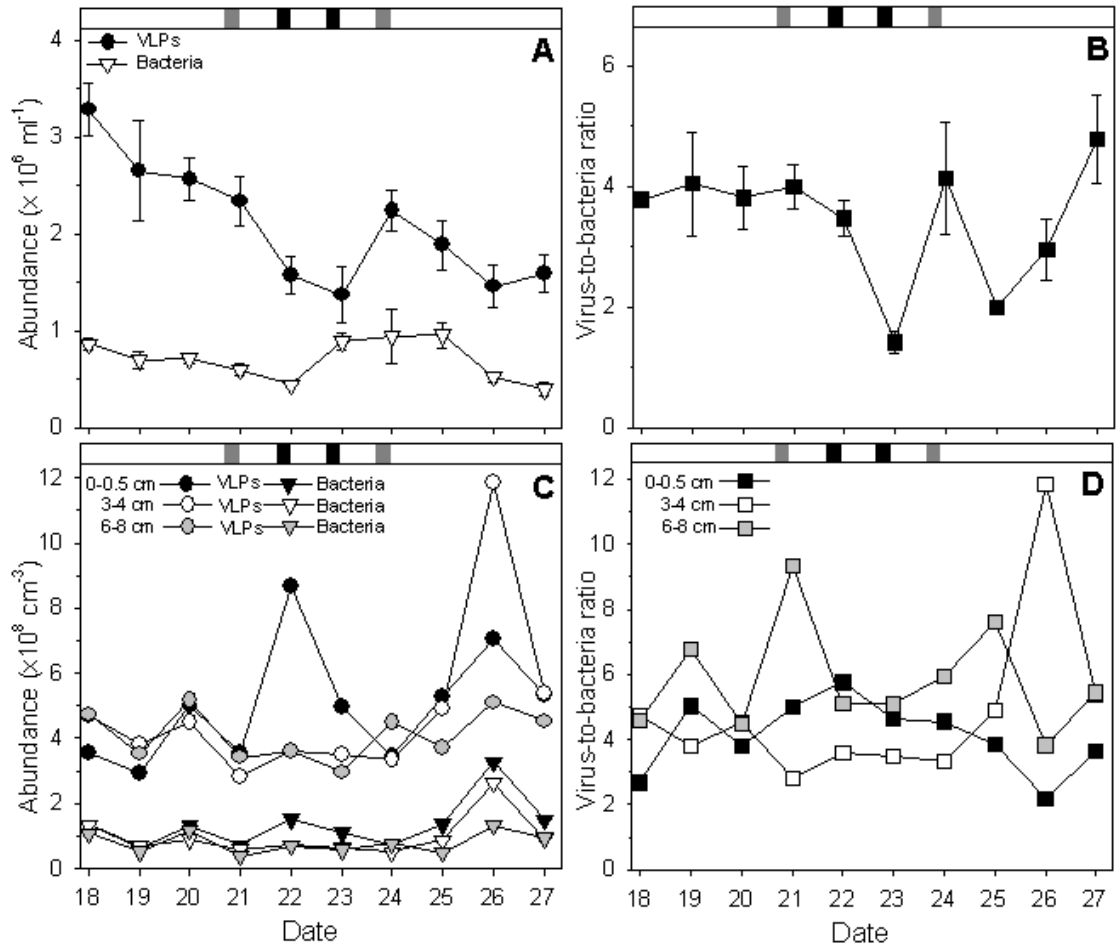 A
VLPs
Bacteria
Abundance (x 10⁶ ml⁻¹)
4
3
2
1
0
B
Virus-to-bacteria ratio
6
4
2
0
C
0-0.5 cm VLPs Bacteria
3-4 cm VLPs Bacteria
6-8 cm VLPs Bacteria
Abundance (x10⁸ cm⁻³)
12
10
8
6
4
2
0
18 19 20 21 22 23 24 25 26 27
Date
D
0-0.5 cm
3-4 cm
6-8 cm
Virus-to-bacteria ratio
12
10
8
6
4
2
0
18 19 20 21 22 23 24 25 26 27
Date